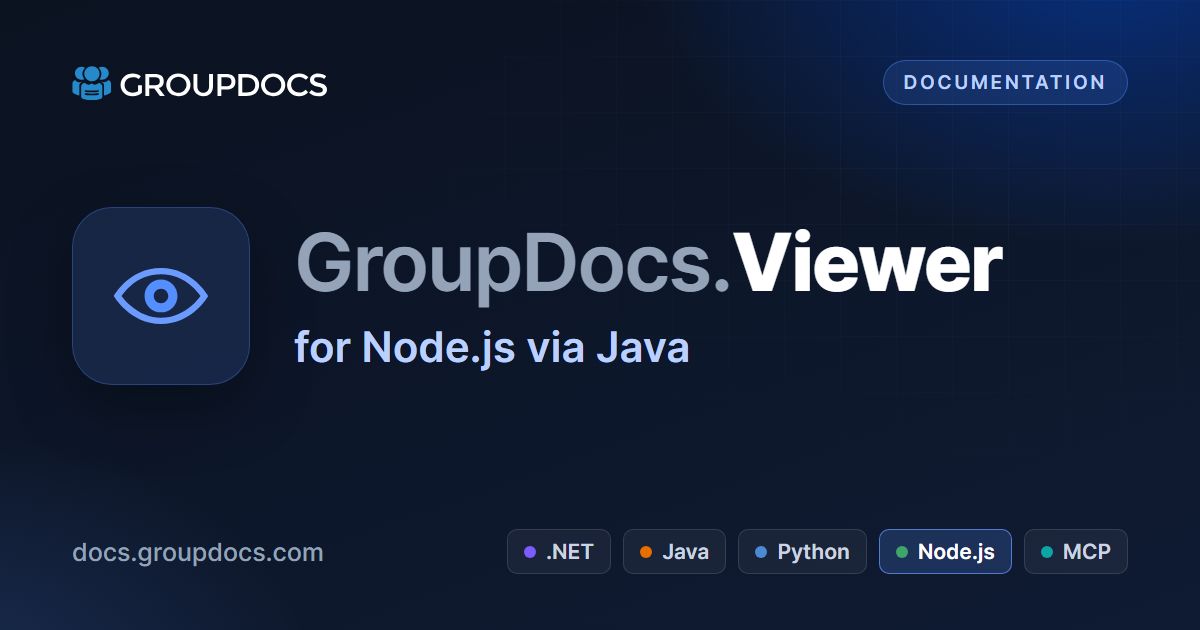 GROUPDOCS
DOCUMENTATION
GroupDocs.Viewer
for Node.js via Java
docs.groupdocs.com
.NET
Java
Python
Node.js
MCP